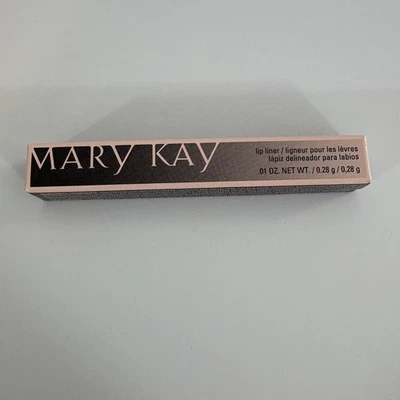 MARY KAY
lip liner / ligneur pour les lèvres
lápiz delineador para labios
.01 OZ. NET WT. / 0.28 g / 0,28 g